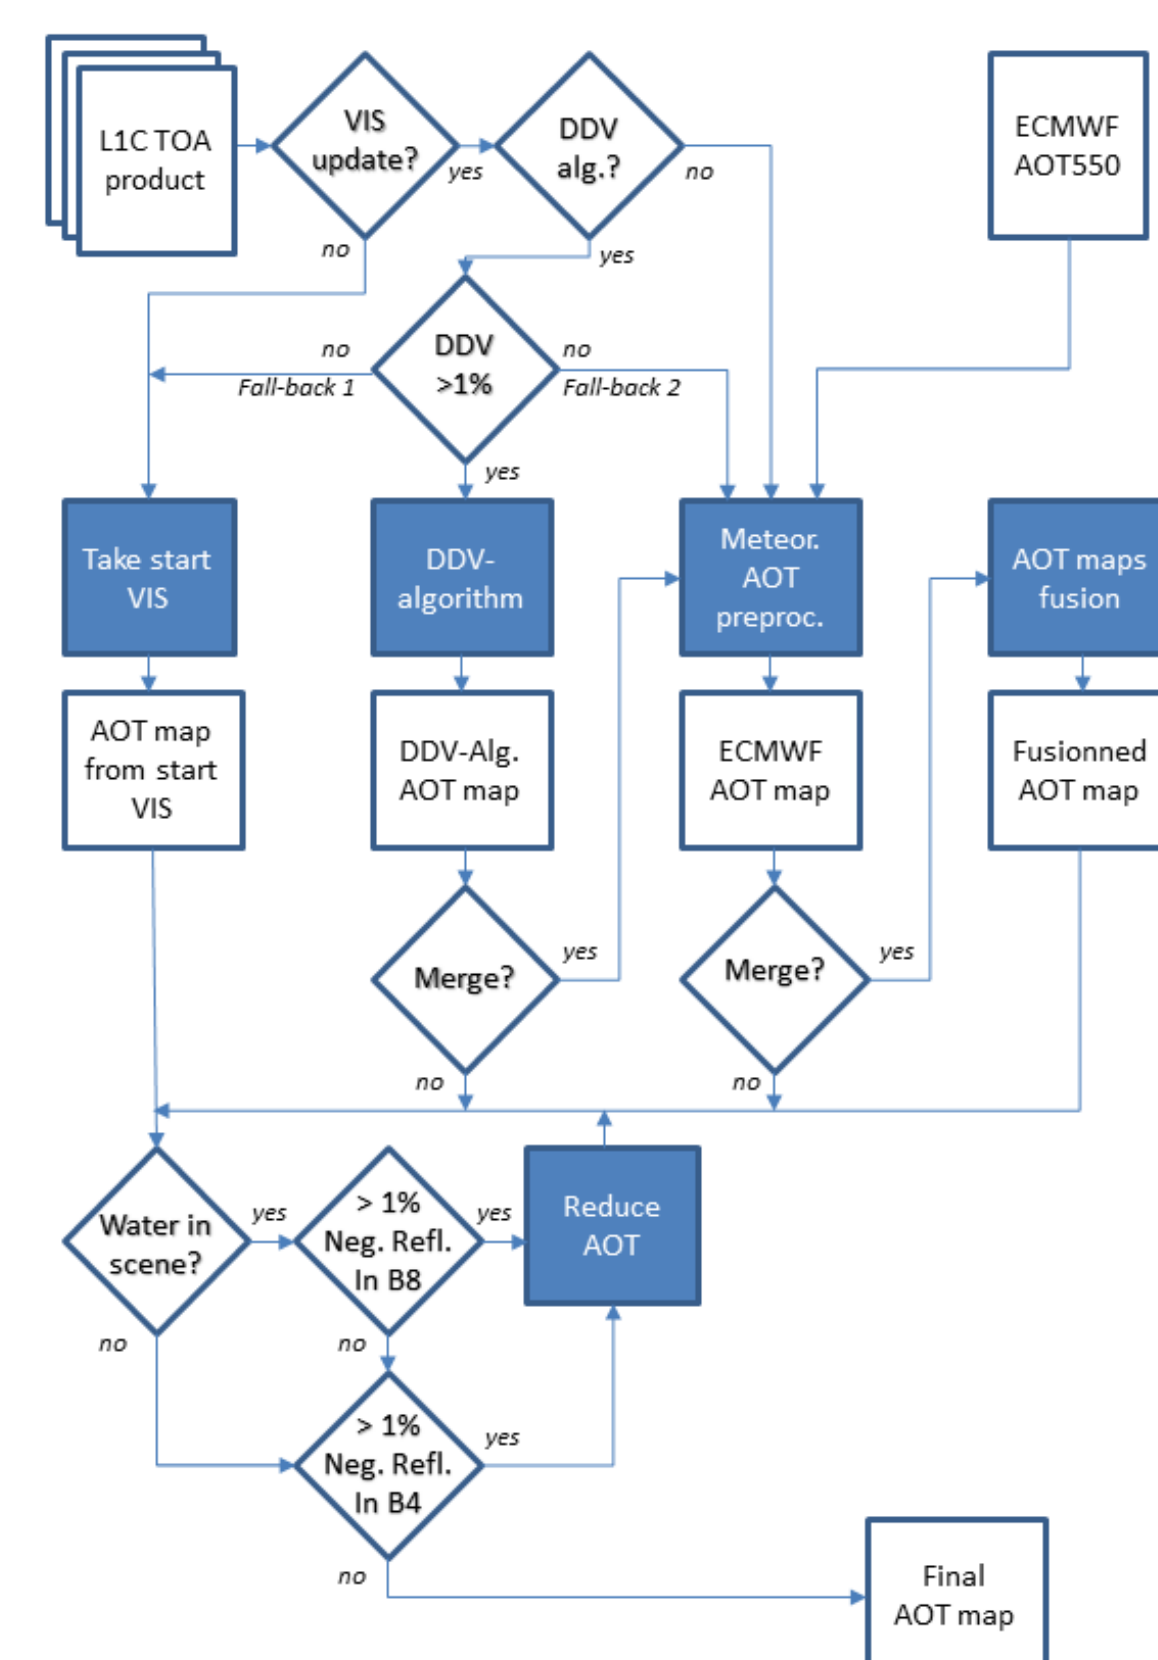 L1C TOA
product
VIS
update?
yes
DDV
alg.?
no
ECMWF
AOT550
no
yes
no
DDV
>1%
no
Fall-back 1
Fall-back 2
yes
Take start
VIS
DDV-
algorithm
Meteor.
AOT
preproc.
AOT maps
fusion
AOT map
from start
VIS
DDV-Alg.
AOT map
ECMWF
AOT map
Fusionned
AOT map
Merge?
yes
Merge?
yes
no
no
Water in
scene?
yes
> 1%
Neg. Refl.
In B8
yes
Reduce
AOT
no
no
> 1%
Neg. Refl.
In B4
yes
no
Final
AOT map